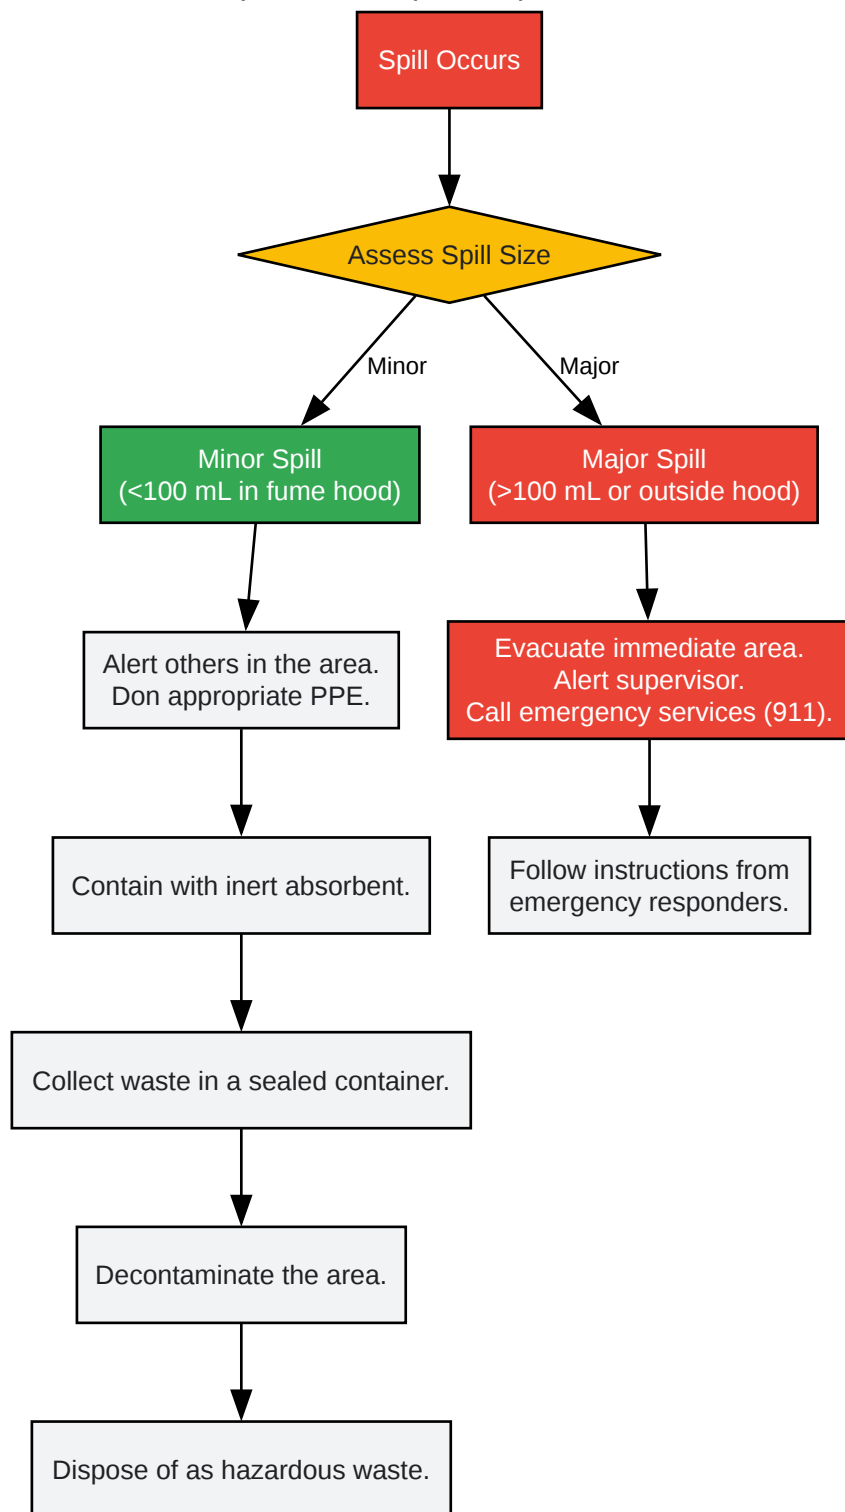 Spill Occurs
Assess Spill Size
Minor
Major
Minor Spill
(<100 mL in fume hood)
Major Spill
(>100 mL or outside hood)
Alert others in the area.
Don appropriate PPE.
Evacuate immediate area.
Alert supervisor.
Call emergency services (911).
Contain with inert absorbent.
Follow instructions from
emergency responders.
Collect waste in a sealed container.
Decontaminate the area.
Dispose of as hazardous waste.